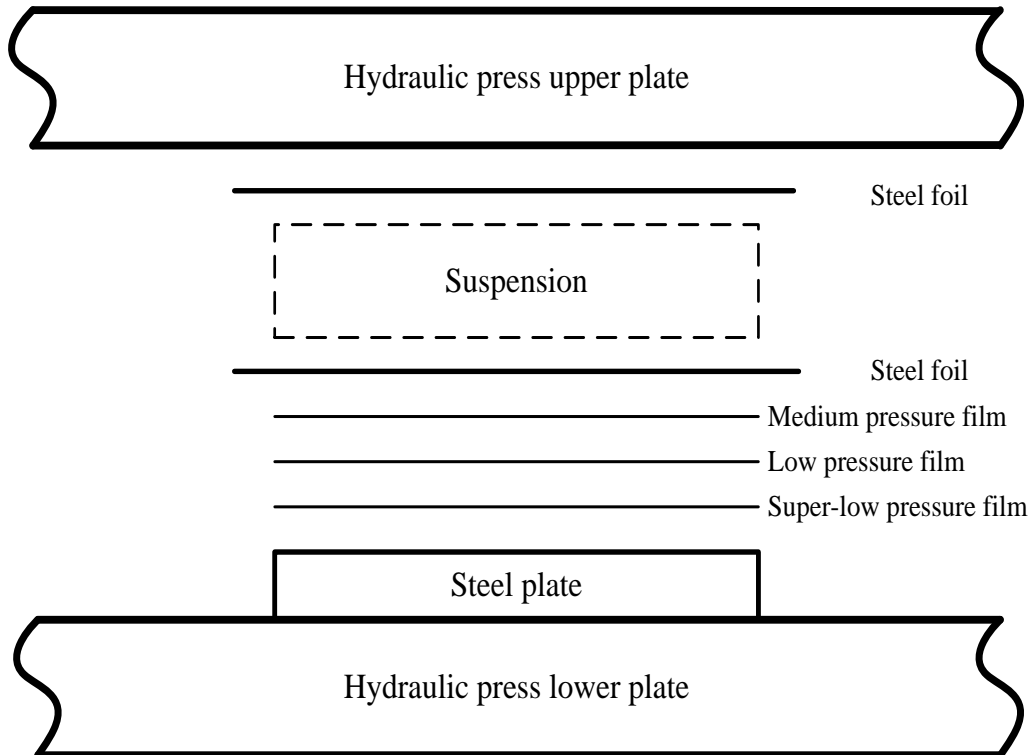 Hydraulic press upper plate
Steel foil
Suspension
Steel foil
Medium pressure film
Low pressure film
Super-low pressure film
Steel plate
Hydraulic press lower plate